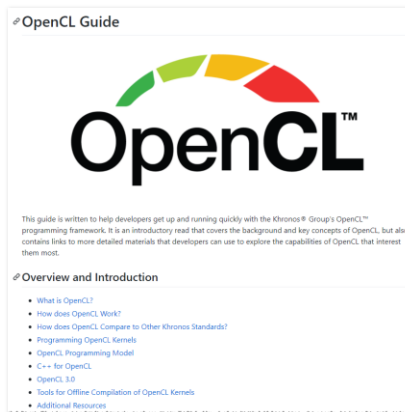 OpenCL Guide
OpenCL™
This guide is written to help developers get up and running quickly with the Khronos® Group's OpenCL™
programming framework. It is an introductory read that covers the background and key concepts of OpenCL, but als
contains links to more detailed materials that developers can use to explore the capabilities of OpenCL that interest
them most.
Overview and Introduction
What is OpenCL?
How does OpenCL Work?
How does OpenCL Compare to Other Khronos Standards?
Programming OpenCL Kernels
OpenCL Programming Model
C++ for OpenCL
OpenCL 3.0
Tools for Offline Compilation of OpenCL Kernels
Additional Resources